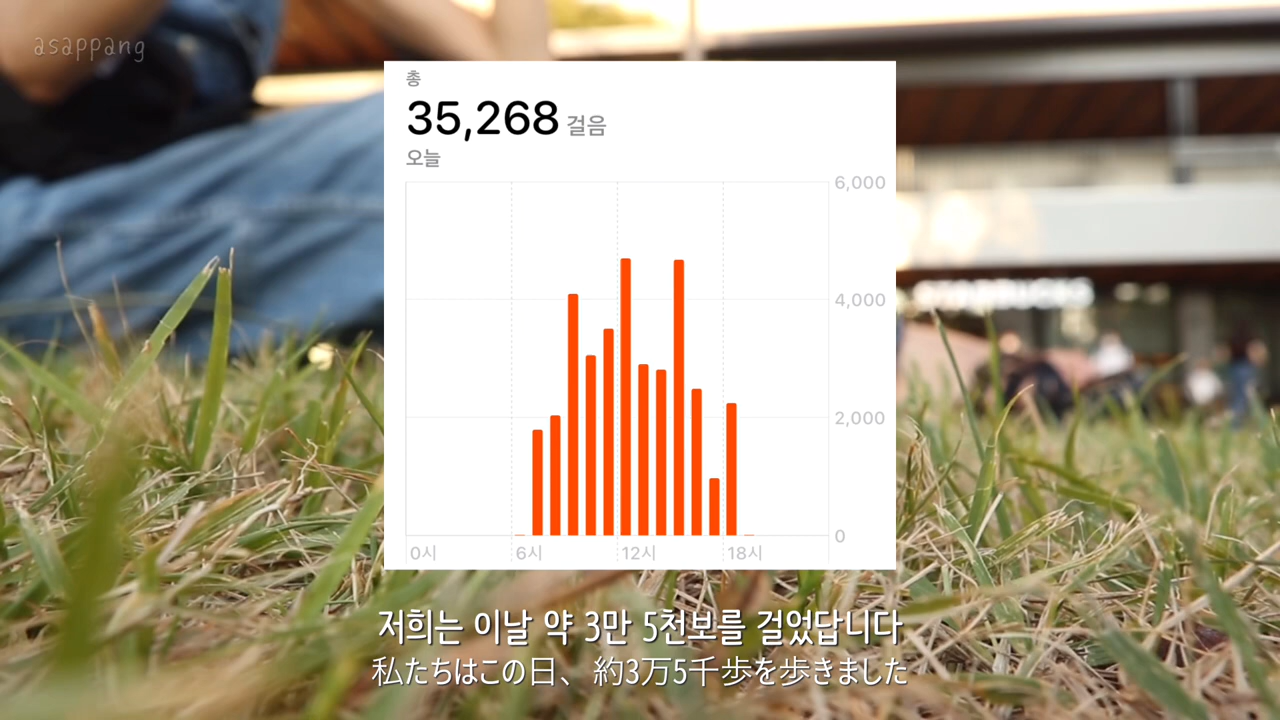 asappang
총
35,268 걸음
오늘
6,000
4,000
2,000
0
0시 6시 12시 18시
STARBUCKS
저희는 이날 약 3만 5천보를 걸었답니다
私たちはこの日、約3万5千歩を歩きました